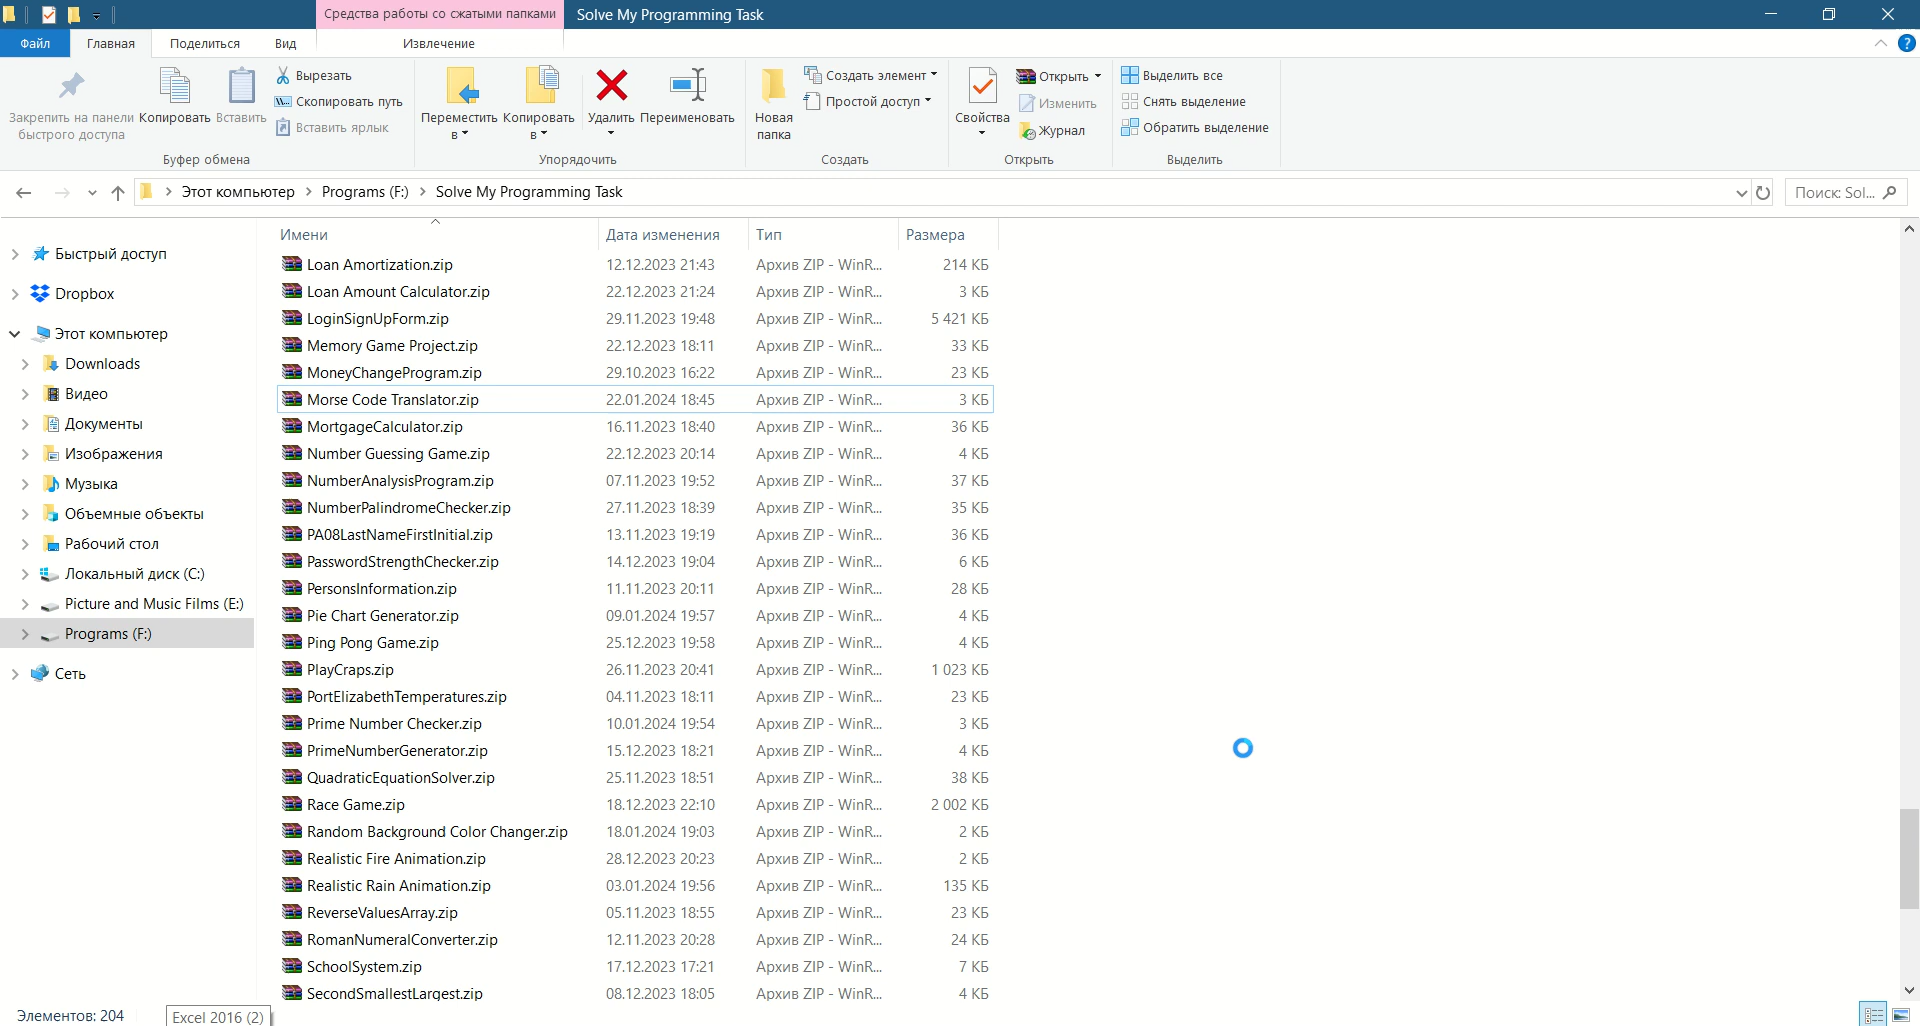 Средства работы со сжатыми папками
Solve My Programming Task
Файл
Главная
Поделиться
Вид
Извлечение
Закрепить на панели быстрого доступа
Копировать
Вставить
Вырезать
Скопировать путь
Вставить ярлык
Буфер обмена
Переместить в
Копировать в
Удалить
Переименовать
Упорядочить
Новая папка
Создать элемент
Простой доступ
Создать
Свойства
Открыть
Изменить
Журнал
Открыть
Выделить все
Снять выделение
Обратить выделение
Выделить
Этот компьютер > Programs (F:) > Solve My Programming Task
Поиск: Sol...
Быстрый доступ
Dropbox
Этот компьютер
Downloads
Видео
Документы
Изображения
Музыка
Объемные объекты
Рабочий стол
Локальный диск (C:)
Picture and Music Films (E:)
Programs (F:)
Сеть
Имени Дата изменения Тип Размера
Loan Amortization.zip 12.12.2023 21:43 Архив ZIP - WinR... 214 КБ
Loan Amount Calculator.zip 22.12.2023 21:24 Архив ZIP - WinR... 3 КБ
LoginSignUpForm.zip 29.11.2023 19:48 Архив ZIP - WinR... 5 421 КБ
Memory Game Project.zip 22.12.2023 18:11 Архив ZIP - WinR... 33 КБ
MoneyChangeProgram.zip 29.10.2023 16:22 Архив ZIP - WinR... 23 КБ
Morse Code Translator.zip 22.01.2024 18:45 Архив ZIP - WinR... 3 КБ
MortgageCalculator.zip 16.11.2023 18:40 Архив ZIP - WinR... 36 КБ
Number Guessing Game.zip 22.12.2023 20:14 Архив ZIP - WinR... 4 КБ
NumberAnalysisProgram.zip 07.11.2023 19:52 Архив ZIP - WinR... 37 КБ
NumberPalindromeChecker.zip 27.11.2023 18:39 Архив ZIP - WinR... 35 КБ
PA08LastNameFirstInitial.zip 13.11.2023 19:19 Архив ZIP - WinR... 36 КБ
PasswordStrengthChecker.zip 14.12.2023 19:04 Архив ZIP - WinR... 6 КБ
PersonsInformation.zip 11.11.2023 20:11 Архив ZIP - WinR... 28 КБ
Pie Chart Generator.zip 09.01.2024 19:57 Архив ZIP - WinR... 4 КБ
Ping Pong Game.zip 25.12.2023 19:58 Архив ZIP - WinR... 4 КБ
PlayCraps.zip 26.11.2023 20:41 Архив ZIP - WinR... 1 023 КБ
PortElizabethTemperatures.zip 04.11.2023 18:11 Архив ZIP - WinR... 23 КБ
Prime Number Checker.zip 10.01.2024 19:54 Архив ZIP - WinR... 3 КБ
PrimeNumberGenerator.zip 15.12.2023 18:21 Архив ZIP - WinR... 4 КБ
QuadraticEquationSolver.zip 25.11.2023 18:51 Архив ZIP - WinR... 38 КБ
Race Game.zip 18.12.2023 22:10 Архив ZIP - WinR... 2 002 КБ
Random Background Color Changer.zip 18.01.2024 19:03 Архив ZIP - WinR... 2 КБ
Realistic Fire Animation.zip 28.12.2023 20:23 Архив ZIP - WinR... 2 КБ
Realistic Rain Animation.zip 03.01.2024 19:56 Архив ZIP - WinR... 135 КБ
ReverseValuesArray.zip 05.11.2023 18:55 Архив ZIP - WinR... 23 КБ
RomanNumeralConverter.zip 12.11.2023 20:28 Архив ZIP - WinR... 24 КБ
SchoolSystem.zip 17.12.2023 17:21 Архив ZIP - WinR... 7 КБ
SecondSmallestLargest.zip 08.12.2023 18:05 Архив ZIP - WinR... 4 КБ
Элементов: 204
Excel 2016 (2)